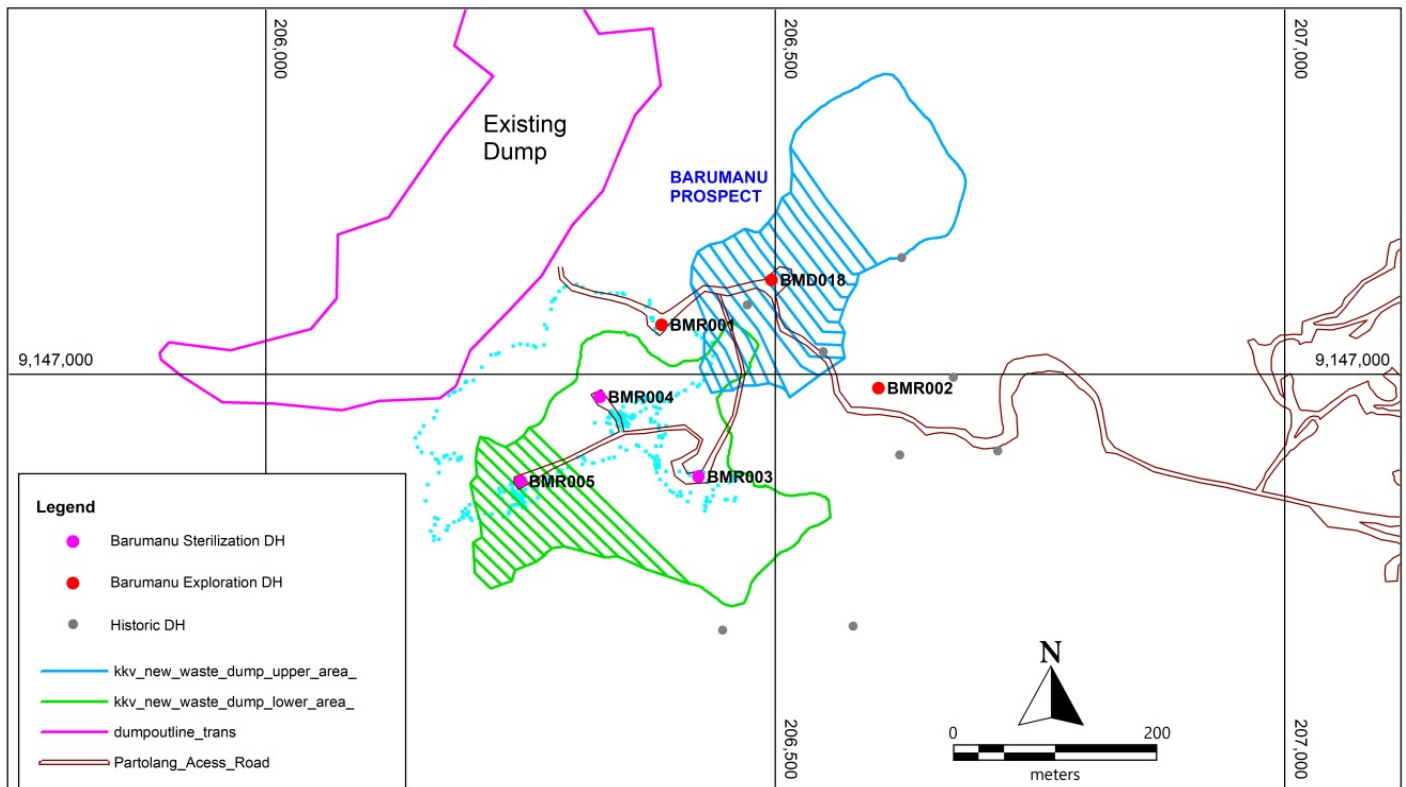 206,000
206,500
207,000
Existing
Dump
BARUMANU
PROSPECT
BMD018
BMR001
9,147,000
9,147,000
BMR002
BMR004
BMR003
BMR005
Legend
Barumanu Sterilization DH
Barumanu Exploration DH
Historic DH
kkv_new_waste_dump_upper_area_
kkv_new_waste_dump_lower_area_
dumpoutline_trans
Partolang_Acess_Road
N
0 200
meters
206,500
207,000